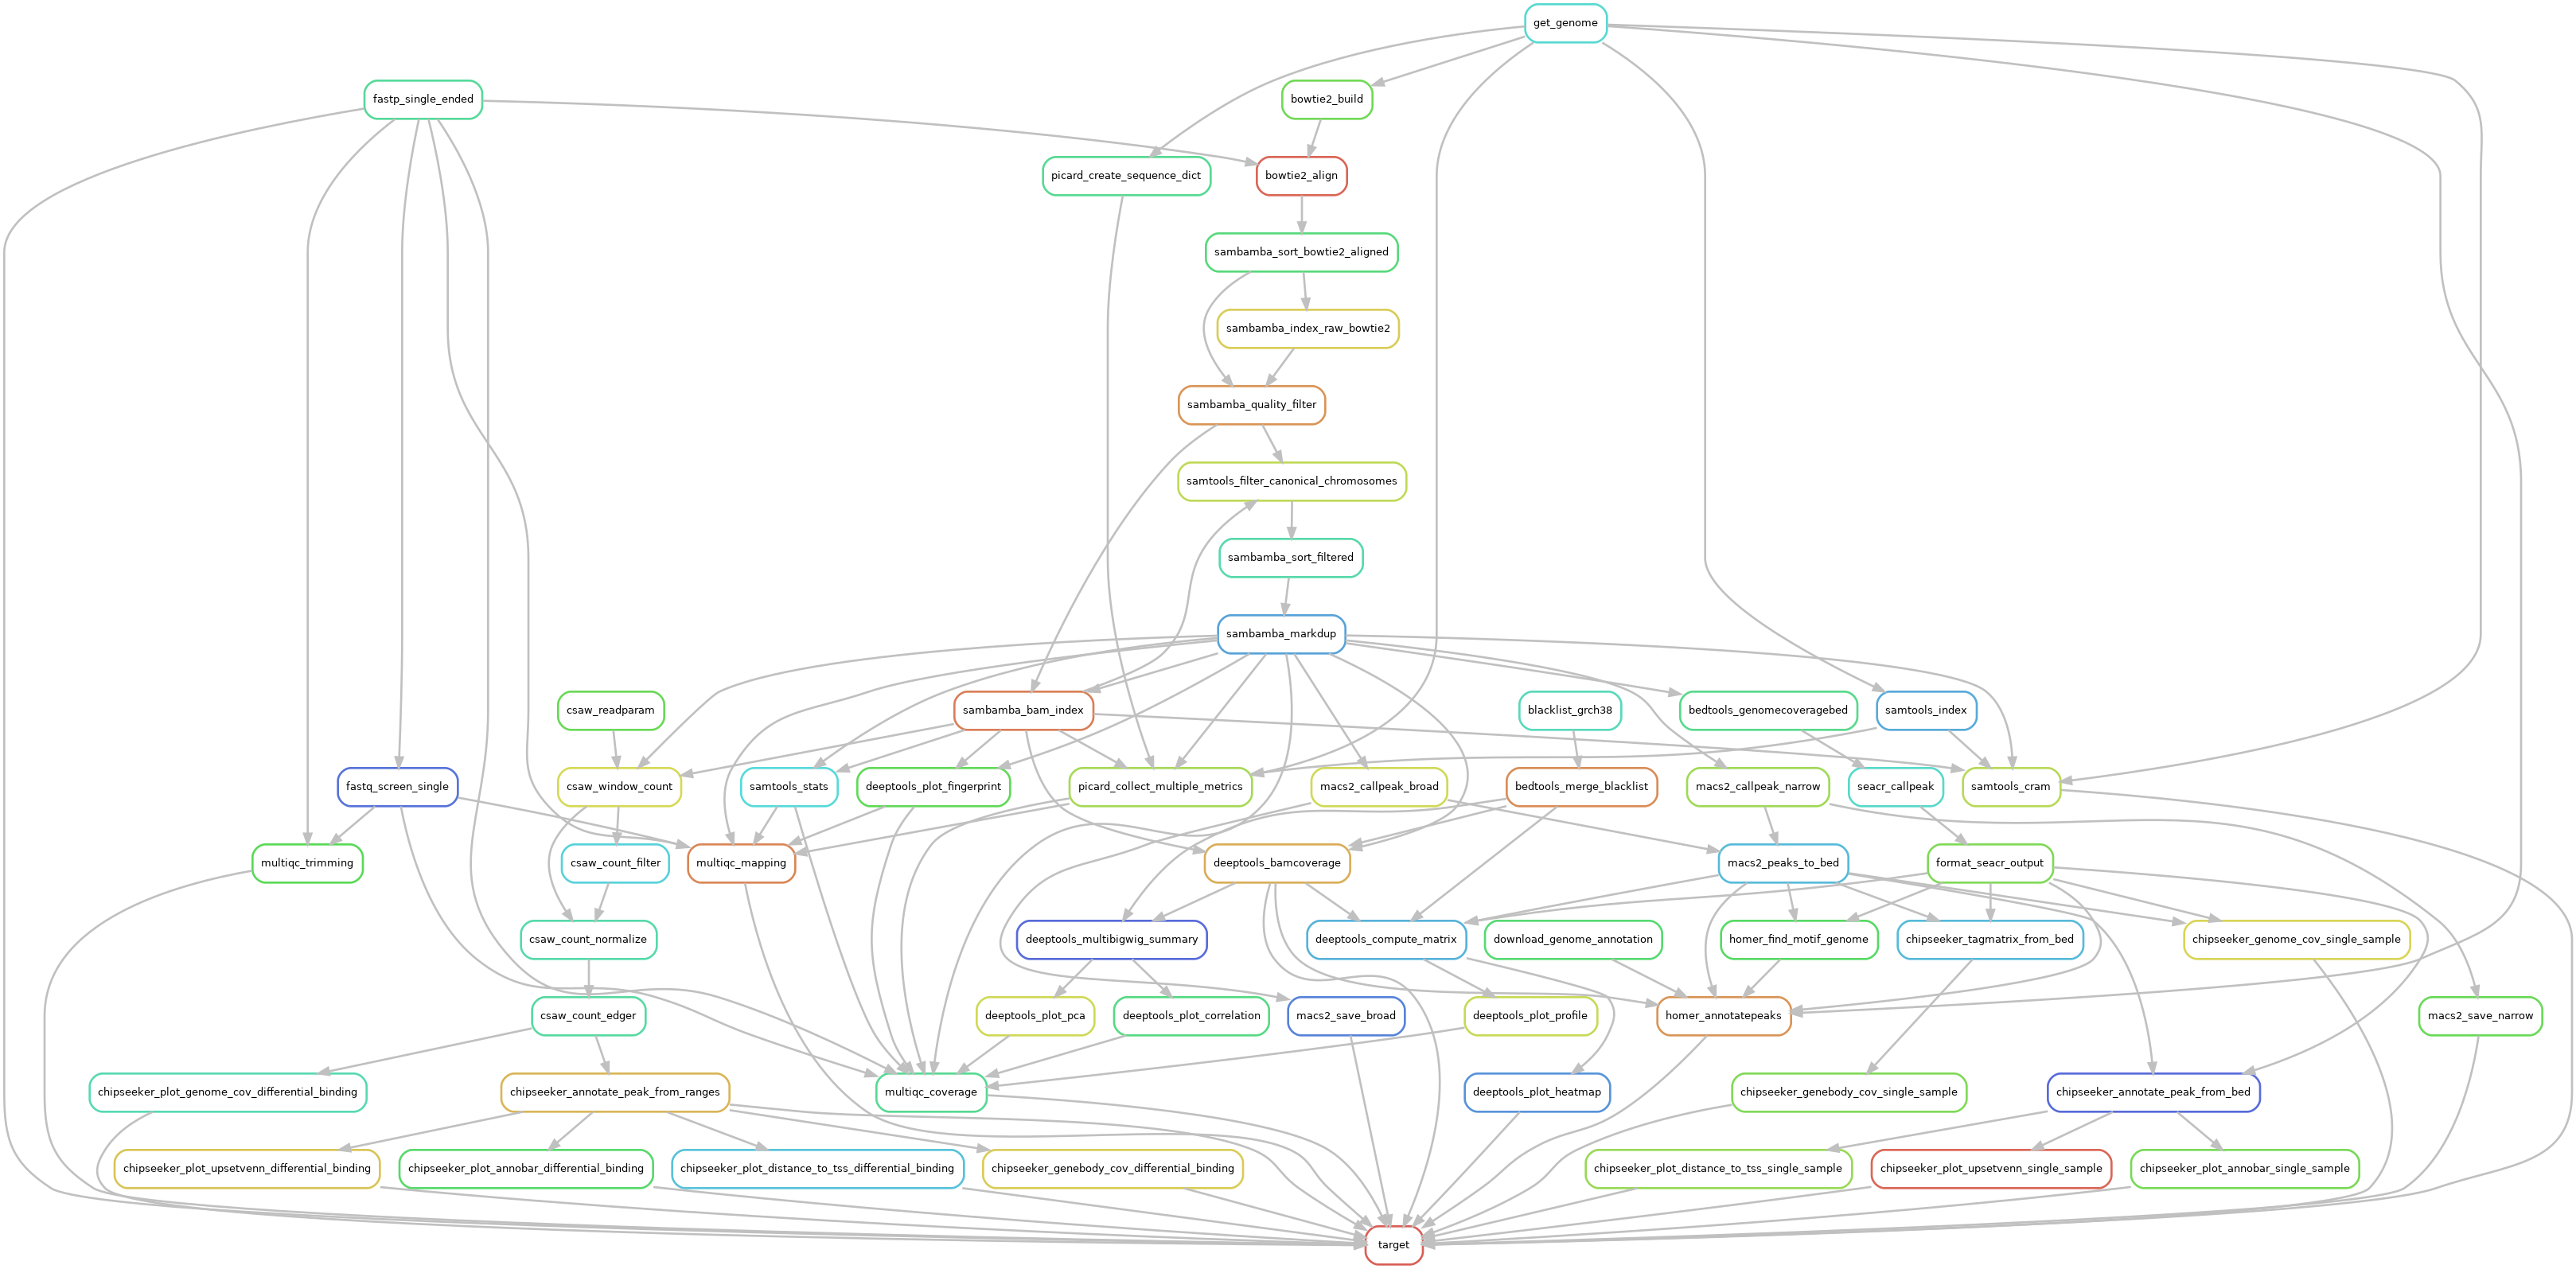 get_genome
fastp_single_ended
bowtie2_build
picard_create_sequence_dict
bowtie2_align
sambamba_sort_bowtie2_aligned
sambamba_index_raw_bowtie2
sambamba_quality_filter
samtools_filter_canonical_chromosomes
sambamba_sort_filtered
sambamba_markdup
csaw_readparam
sambamba_bam_index
blacklist_grch38
bedtools_genomecoveragebed
samtools_index
fastq_screen_single
csaw_window_count
samtools_stats
deeptools_plot_fingerprint
picard_collect_multiple_metrics
macs2_callpeak_broad
bedtools_merge_blacklist
macs2_callpeak_narrow
seacr_callpeak
samtools_cram
multiqc_trimming
csaw_count_filter
multiqc_mapping
deeptools_bamcoverage
macs2_peaks_to_bed
format_seacr_output
csaw_count_normalize
deeptools_multibigwig_summary
deeptools_compute_matrix
download_genome_annotation
homer_find_motif_genome
chipseeker_tagmatrix_from_bed
chipseeker_genome_cov_single_sample
csaw_count_edger
deeptools_plot_pca
deeptools_plot_correlation
macs2_save_broad
deeptools_plot_profile
homer_annotatepeaks
macs2_save_narrow
chipseeker_plot_genome_cov_differential_binding
chipseeker_annotate_peak_from_ranges
multiqc_coverage
deeptools_plot_heatmap
chipseeker_genebody_cov_single_sample
chipseeker_annotate_peak_from_bed
chipseeker_plot_upsetvenn_differential_binding
chipseeker_plot_annobar_differential_binding
chipseeker_plot_distance_to_tss_differential_binding
chipseeker_genebody_cov_differential_binding
chipseeker_plot_distance_to_tss_single_sample
chipseeker_plot_upsetvenn_single_sample
chipseeker_plot_annobar_single_sample
target